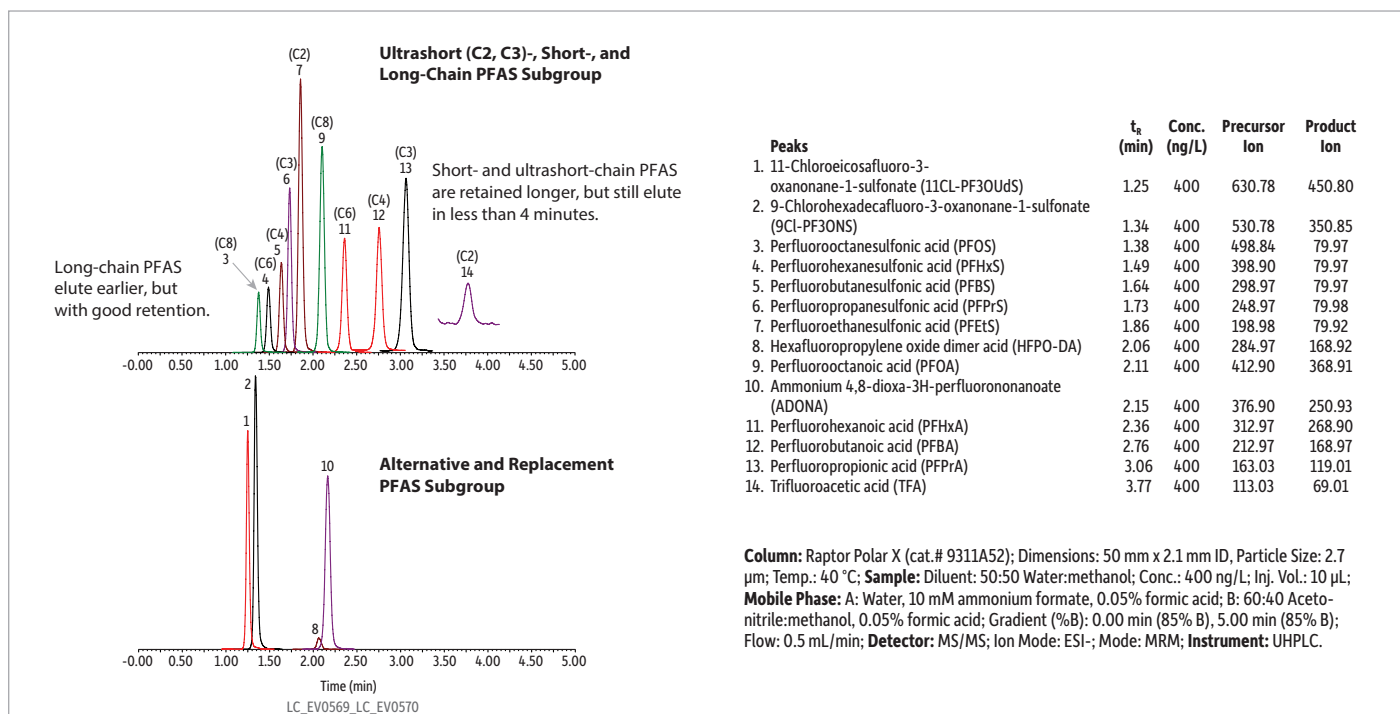 Ultrashort (C2, C3)-, Short-, and
Long-Chain PFAS Subgroup
(C2)
7
(C8)
9
(C3)
6
(C3)
13
Short- and ultrashort-chain PFAS
are retained longer, but still elute
in less than 4 minutes.
(C4)
12
(C6)
11
(C4)
5
(C8)
3
(C6)
4
(C2)
14
Long-chain PFAS
elute earlier, but
with good retention.
-0.00 0.50 1.00 1.50 2.00 2.50 3.00 3.50 4.00 4.50 5.00
2
1
10
8
Alternative and Replacement
PFAS Subgroup
-0.00 0.50 1.00 1.50 2.00 2.50 3.00 3.50 4.00 4.50 5.00
Time (min)
LC_EV0569_LC_EV0570
tR Conc. Precursor Product
Peaks (min) (ng/L) Ion Ion
1. 11-Chloroeicosafluoro-3-
oxanonane-1-sulfonate (11CL-PF3OUdS) 1.25 400 630.78 450.80
2. 9-Chlorohexadecafluoro-3-oxanonane-1-sulfonate
(9Cl-PF3ONS) 1.34 400 530.78 350.85
3. Perfluorooctanesulfonic acid (PFOS) 1.38 400 498.84 79.97
4. Perfluorohexanesulfonic acid (PFHxS) 1.49 400 398.90 79.97
5. Perfluorobutanesulfonic acid (PFBS) 1.64 400 298.97 79.97
6. Perfluoropropanesulfonic acid (PFPrS) 1.73 400 248.97 79.98
7. Perfluoroethanesulfonic acid (PFEtS) 1.86 400 198.98 79.92
8. Hexafluoropropylene oxide dimer acid (HFPO-DA) 2.06 400 284.97 168.92
9. Perfluorooctanoic acid (PFOA) 2.11 400 412.90 368.91
10. Ammonium 4,8-dioxa-3H-perfluorononanoate
(ADONA) 2.15 400 376.90 250.93
11. Perfluorohexanoic acid (PFHxA) 2.36 400 312.97 268.90
12. Perfluorobutanoic acid (PFBA) 2.76 400 212.97 168.97
13. Perfluoropropionic acid (PFPrA) 3.06 400 163.03 119.01
14. Trifluoroacetic acid (TFA) 3.77 400 113.03 69.01
Column: Raptor Polar X (cat.# 9311A52); Dimensions: 50 mm x 2.1 mm ID, Particle Size: 2.7
µm; Temp.: 40 °C; Sample: Diluent: 50:50 Water:methanol; Conc.: 400 ng/L; Inj. Vol.: 10 µL;
Mobile Phase: A: Water, 10 mM ammonium formate, 0.05% formic acid; B: 60:40 Aceto-
nitrile:methanol, 0.05% formic acid; Gradient (%B): 0.00 min (85% B), 5.00 min (85% B);
Flow: 0.5 mL/min; Detector: MS/MS; Ion Mode: ESI-; Mode: MRM; Instrument: UHPLC.